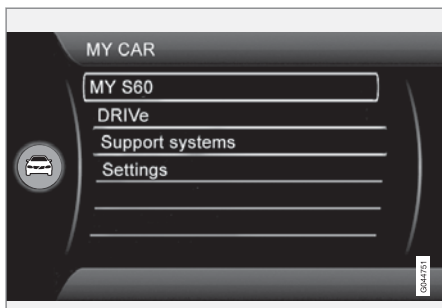 MY CAR
MY S60
DRIVe
Support systems
Settings
G044751